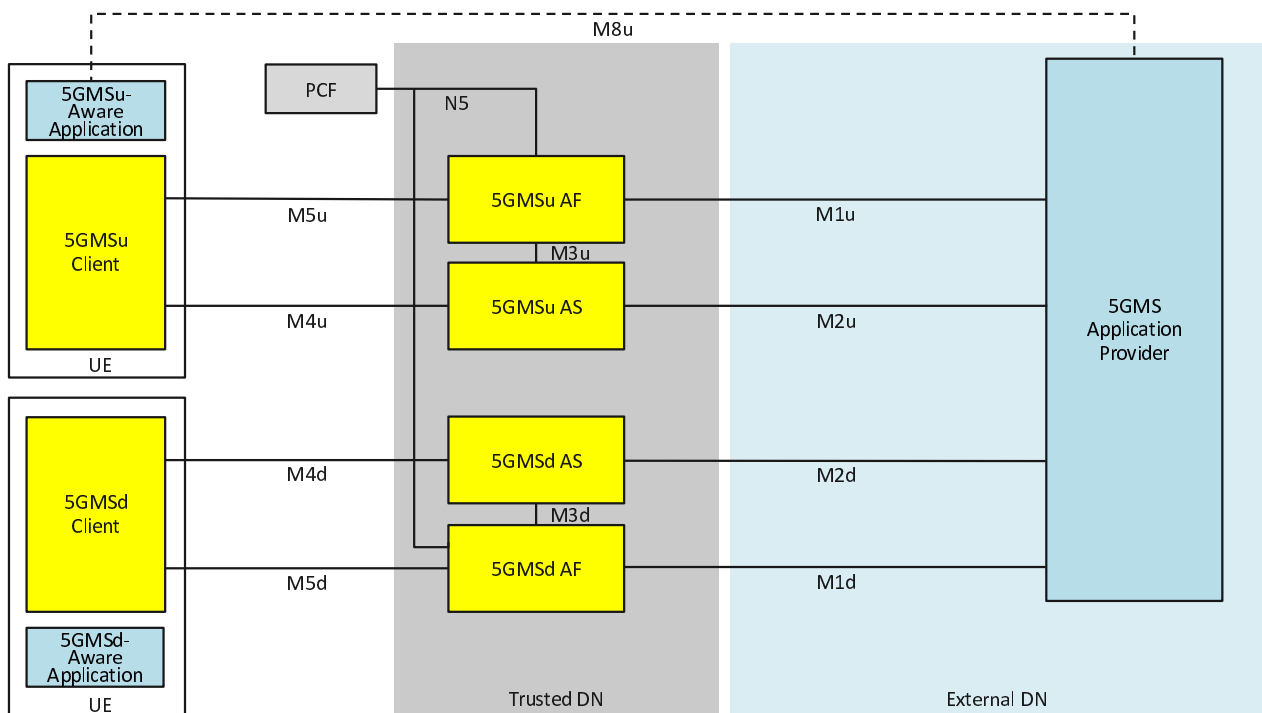 M8u
5GMSu-
Aware
Application
PCF
N5
5GMSu
Client
M5u
5GMSu AF
M1u
M3u
M4u
5GMSu AS
M2u
5GMS
Application
Provider
UE
5GMSd
Client
M4d
5GMSd AS
M2d
M3d
M5d
5GMSd AF
M1d
5GMSd-
Aware
Application
UE
Trusted DN
External DN